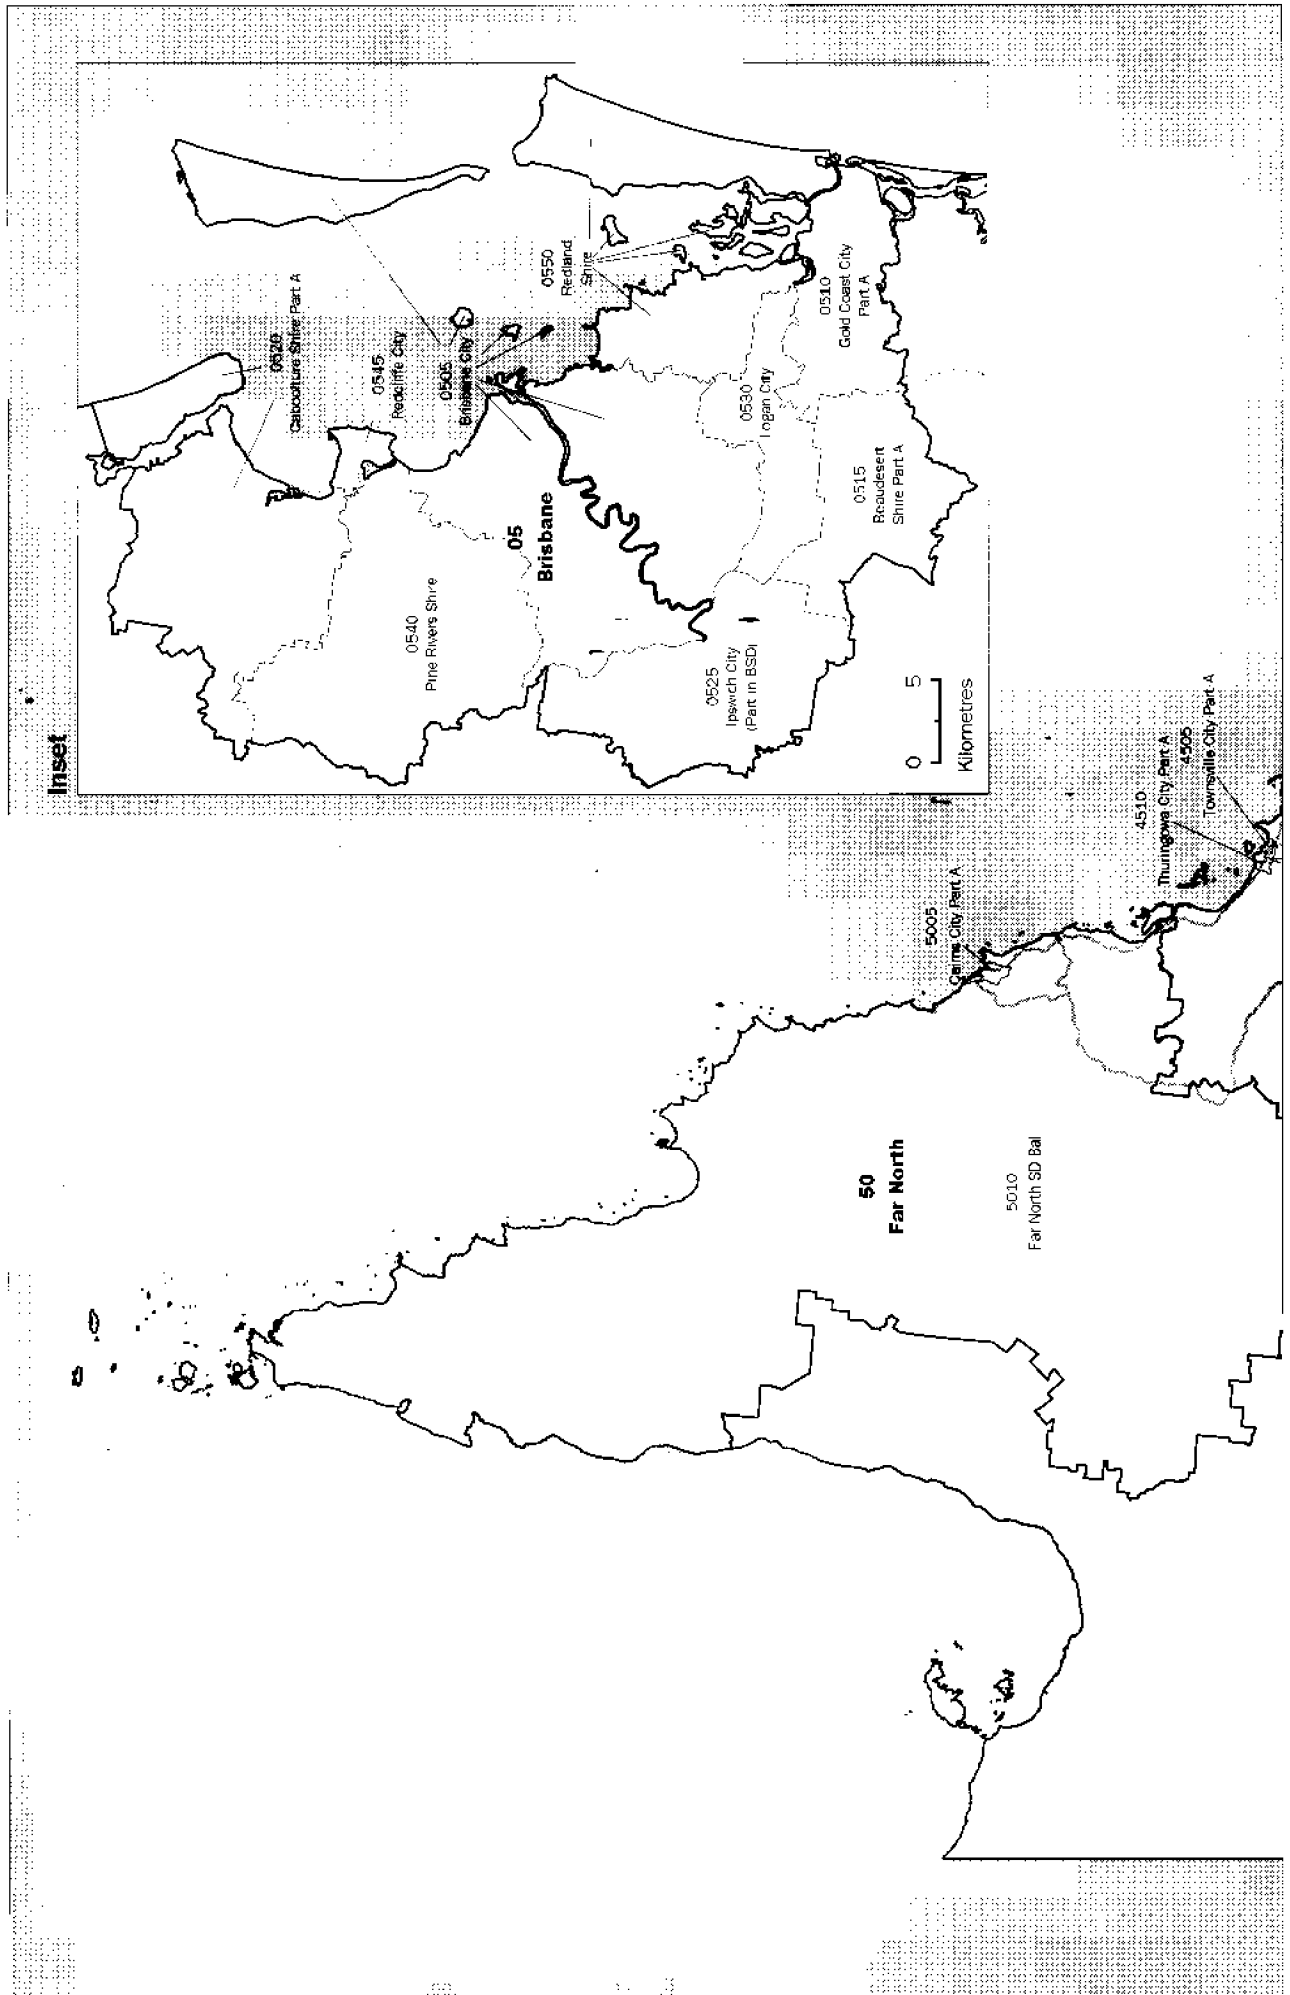 Inset
0520
Caboolture Shire Part A
0545
Redcliffe City
0505
Brisbane City
0550
Redland
Shire
05
Brisbane
0540
Pine Rivers Shire
0510
Gold Coast City
Part A
0530
Logan City
0515
Beaudesert
Shire Part A
0525
Ipswich City
(Part in BSD)
0 5
Kilometres
5005
Cairns City Part A
4510
Thuringowa City Part A
4505
Townsville City Part A
50
Far North
5010
Far North SD Bal